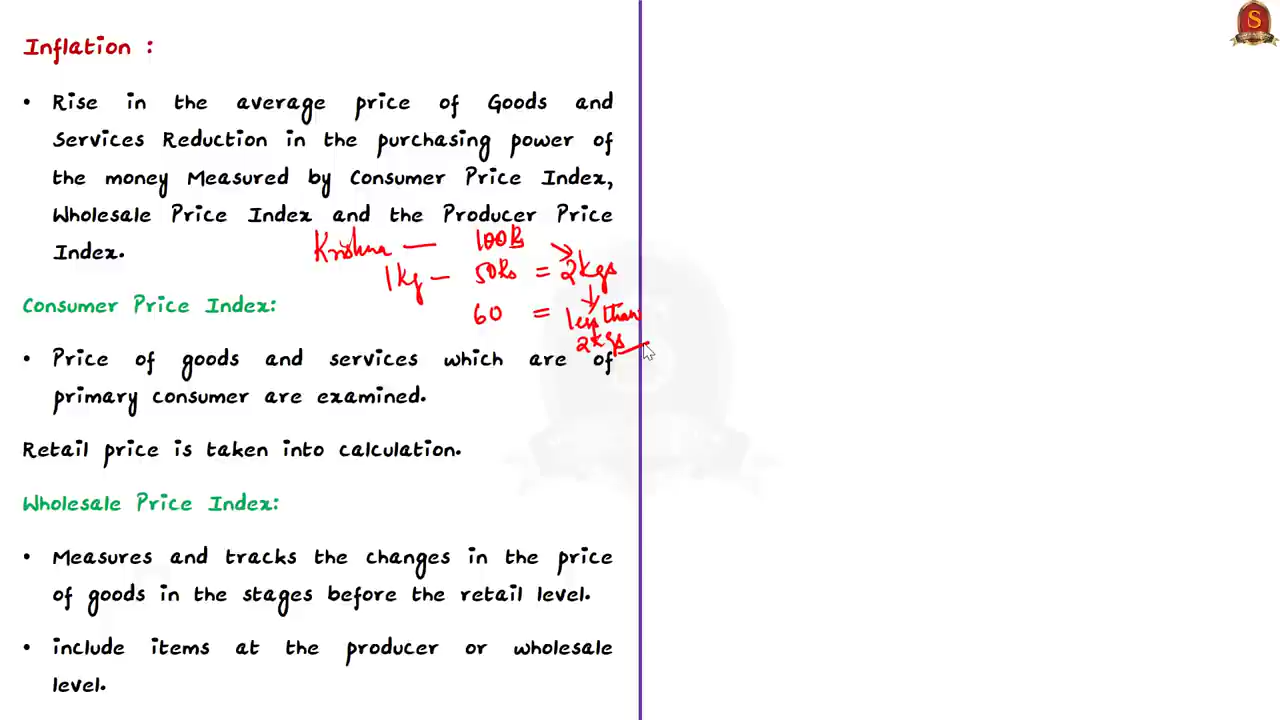 Inflation :
• Rise in the average price of Goods and
Services Reduction in the purchasing power of
the money Measured by Consumer Price Index,
Wholesale Price Index and the Producer Price
Index.
Krishna — 100Rs
1kg — 50Rs = 2kgs
60 = less than
2kgs
Consumer Price Index:
• Price of goods and services which are of
primary consumer are examined.
Retail price is taken into calculation.
Wholesale Price Index:
• Measures and tracks the changes in the price
of goods in the stages before the retail level.
• include items at the producer or wholesale
level.
S